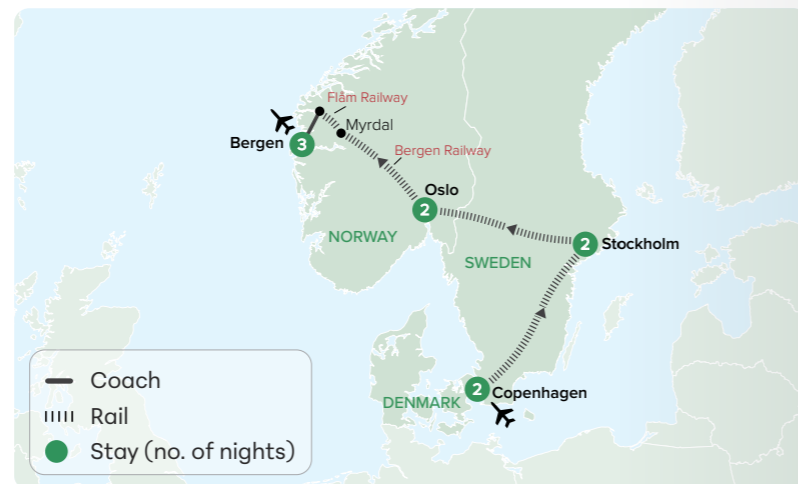 Flåm Railway
Myrdal
Bergen
3
Bergen Railway
Oslo
2
NORWAY
2
Stockholm
SWEDEN
2
Copenhagen
DENMARK
Coach
Rail
Stay (no. of nights)